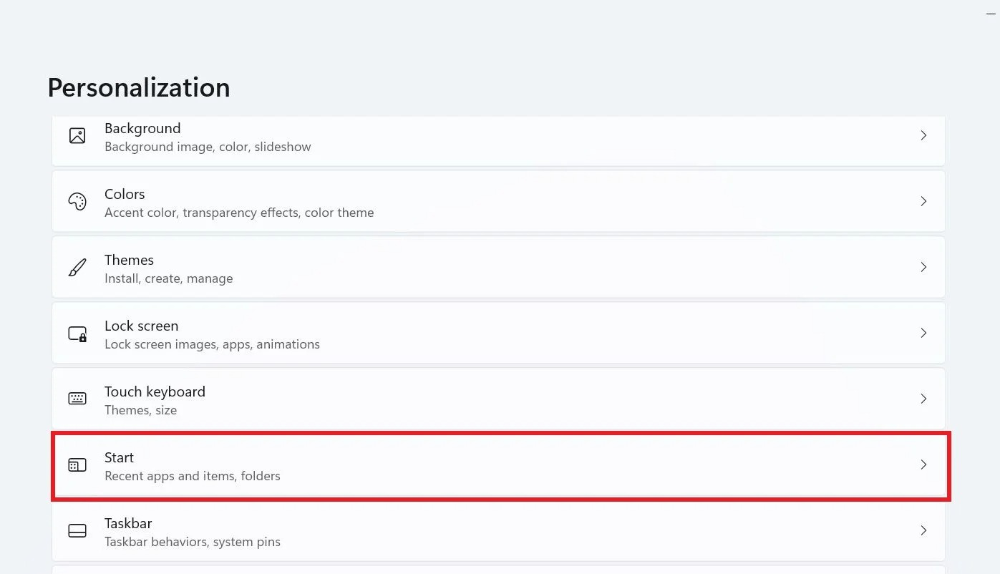 Personalization
Background
Background image, color, slideshow
Colors
Accent color, transparency effects, color theme
Themes
Install, create, manage
Lock screen
Lock screen images, apps, animations
Touch keyboard
Themes, size
Start
Recent apps and items, folders
Taskbar
Taskbar behaviors, system pins